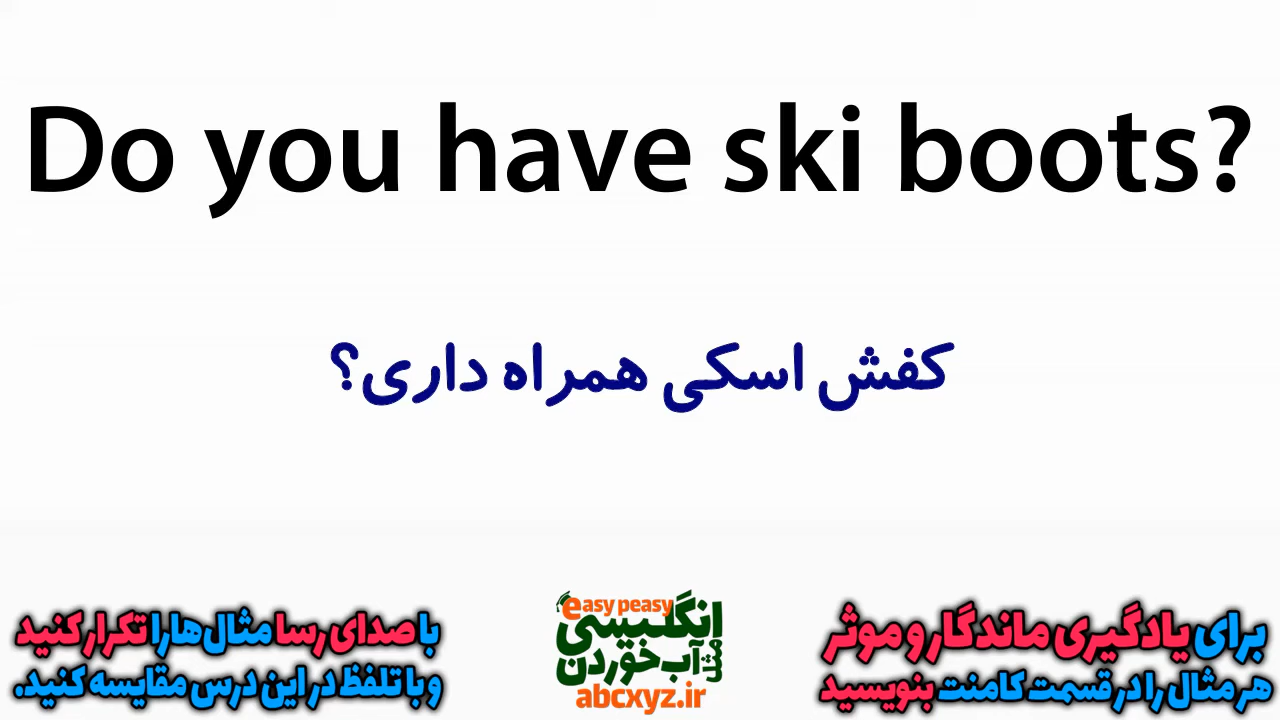 Do you have ski boots?
کفش اسکی همراه داری؟
برای یادگیری ماندگار و موثر
هر مثال را در قسمت کامنت بنویسید
easy peasy
انگلیسی
مثل آب خوردن
abcxyz.ir
با صدای رسا مثال‌ها را تکرار کنید
و با تلفظ در این درس مقایسه کنید.